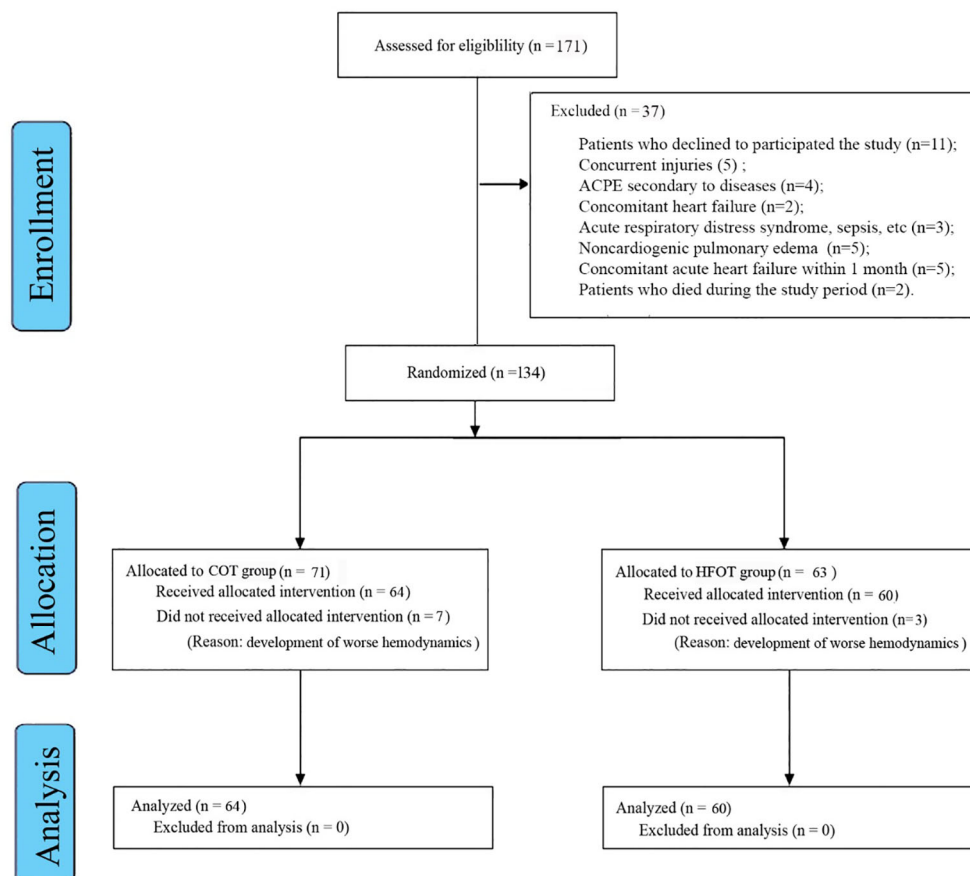 Assessed for eligiblility (n =171)
Enrollment
Excluded (n = 37)
Patients who declined to participated the study (n=11);
Concurrent injuries (5) ;
ACPE secondary to diseases (n=4);
Concomitant heart failure (n=2);
Acute respiratory distress syndrome, sepsis, etc (n=3);
Noncardiogenic pulmonary edema (n=5);
Concomitant acute heart failure within 1 month (n=5);
Patients who died during the study period (n=2).
Randomized (n =134)
Allocation
Allocated to COT group (n = 71)
Received allocated intervention (n = 64)
Did not received allocated intervention (n = 7)
(Reason: development of worse hemodynamics )
Allocated to HFOT group (n = 63 )
Received allocated intervention (n = 60)
Did not received allocated intervention (n=3)
(Reason: development of worse hemodynamics )
Analysis
Analyzed (n = 64)
Excluded from analysis (n = 0)
Analyzed (n = 60)
Excluded from analysis (n = 0)